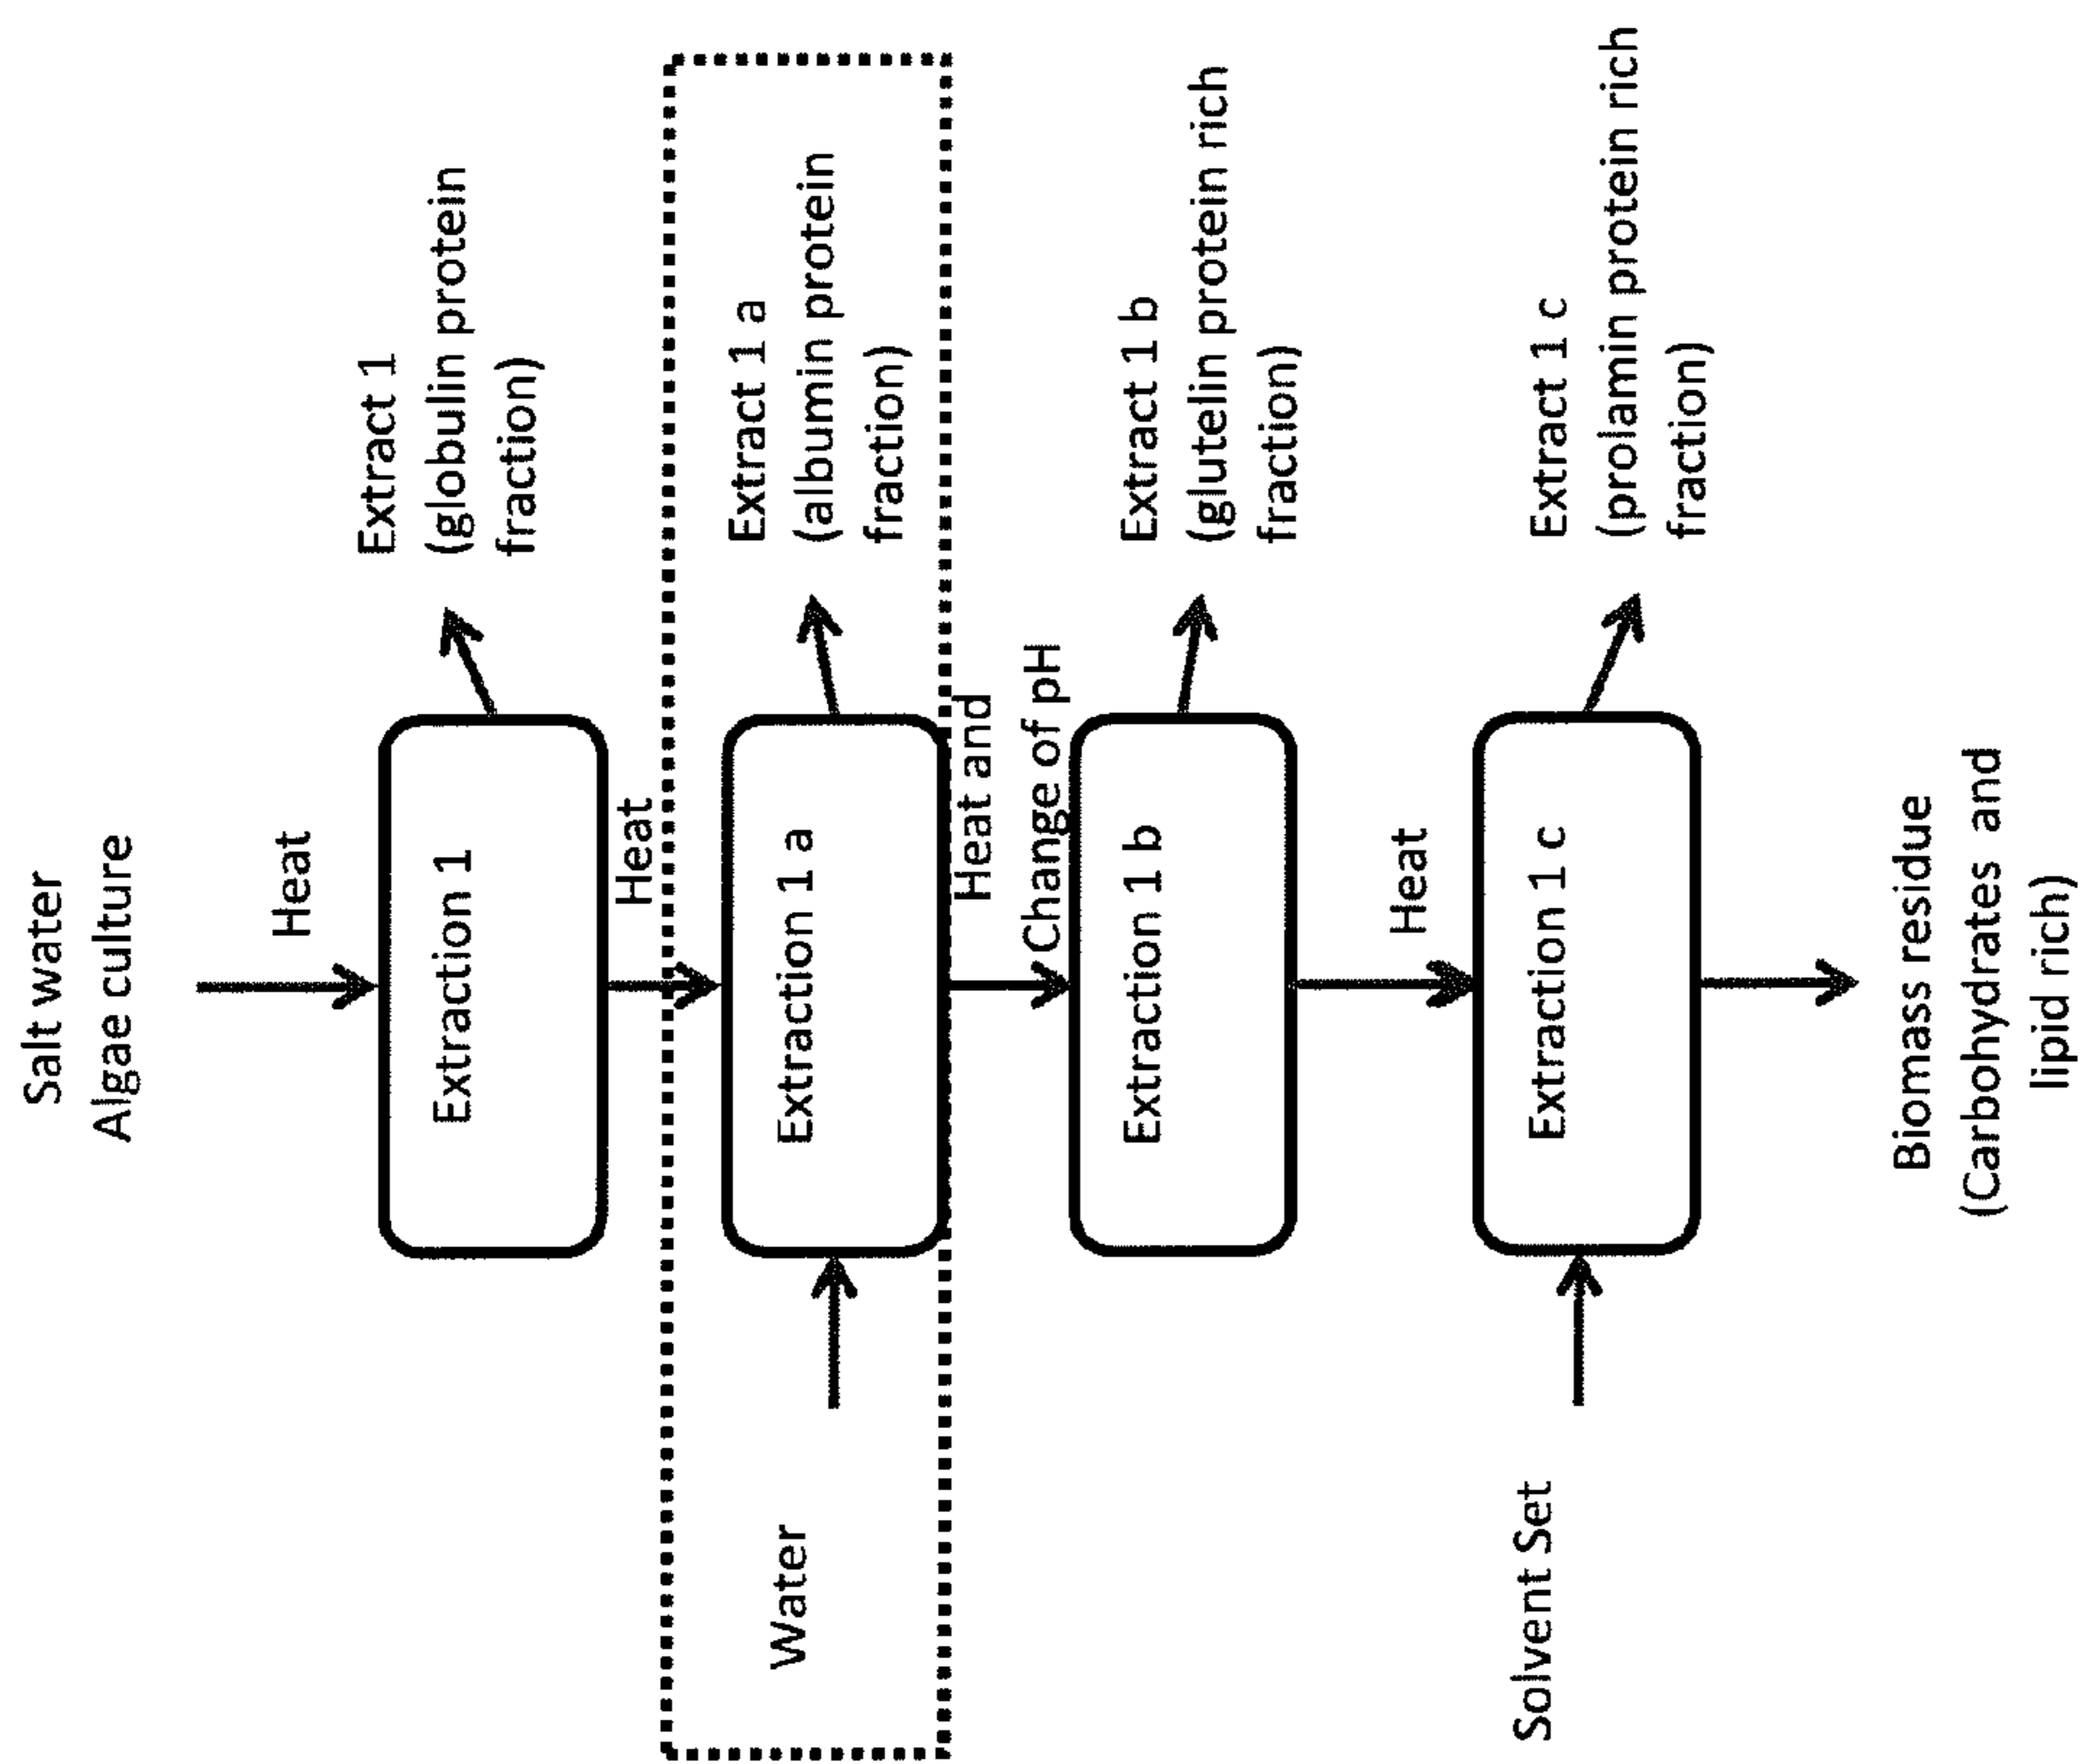 Salt water
Algae culture
Heat
Extraction 1
Extract 1
(globulin protein
fraction)
Heat
Water
Extraction 1 a
Extract 1 a
(albumin protein
fraction)
Heat and
Change of pH
Extraction 1 b
Extract 1 b
(glutelin protein rich
fraction)
Heat
Solvent Set
Extraction 1 c
Extract 1 c
(prolamin protein rich
fraction)
Biomass residue
(Carbohydrates and
lipid rich)